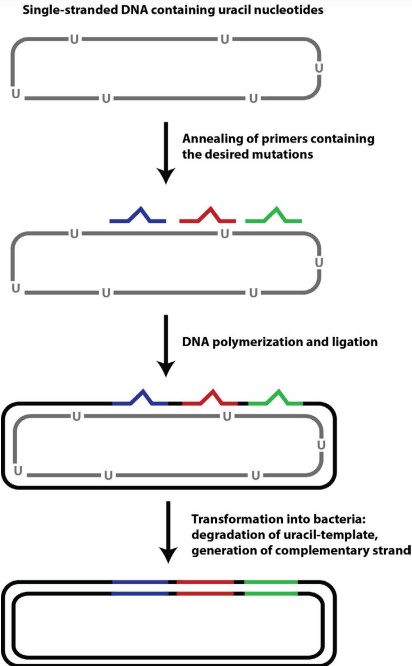 Single-stranded DNA containing uracil nucleotides
U U
U
U U U
Annealing of primers containing
the desired mutations
U U
U
U U U
DNA polymerization and ligation
U U
U
U U U
Transformation into bacteria:
degradation of uracil-template,
generation of complementary strand